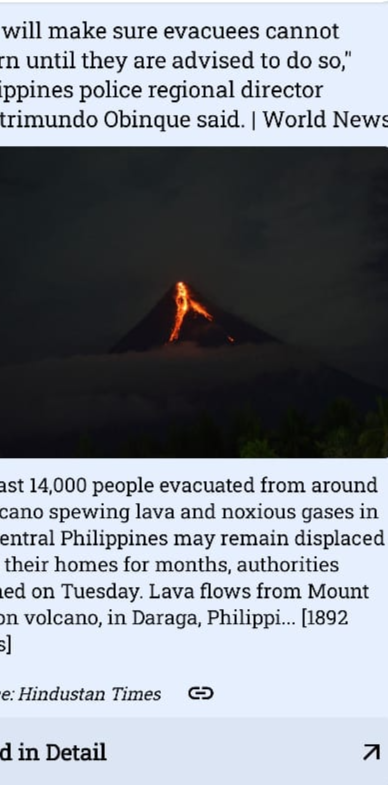 will make sure evacuees cannot
rn until they are advised to do so,"
ippines police regional director
trimundo Obinque said. | World News
ast 14,000 people evacuated from around
cano spewing lava and noxious gases in
entral Philippines may remain displaced
their homes for months, authorities
ned on Tuesday. Lava flows from Mount
on volcano, in Daraga, Philippi... [1892
s]
e: Hindustan Times
d in Detail